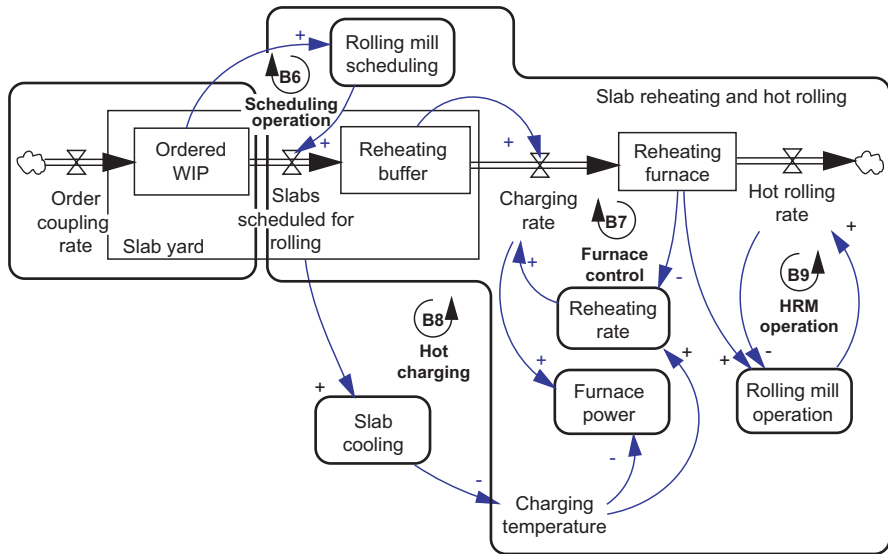 +
Rolling mill
scheduling
B6
Scheduling
operation
+
Slab reheating and hot rolling
Ordered
WIP
Reheating
buffer
+
Reheating
furnace
Order
coupling
rate
Slabs
scheduled for
rolling
Slab yard
Charging
rate
Hot rolling
rate
B7
Furnace
control
+
-
+
B9
HRM
operation
B8
Hot
charging
Reheating
rate
+
+
-
+
+
Furnace
power
Rolling mill
operation
Slab
cooling
-
-
Charging
temperature